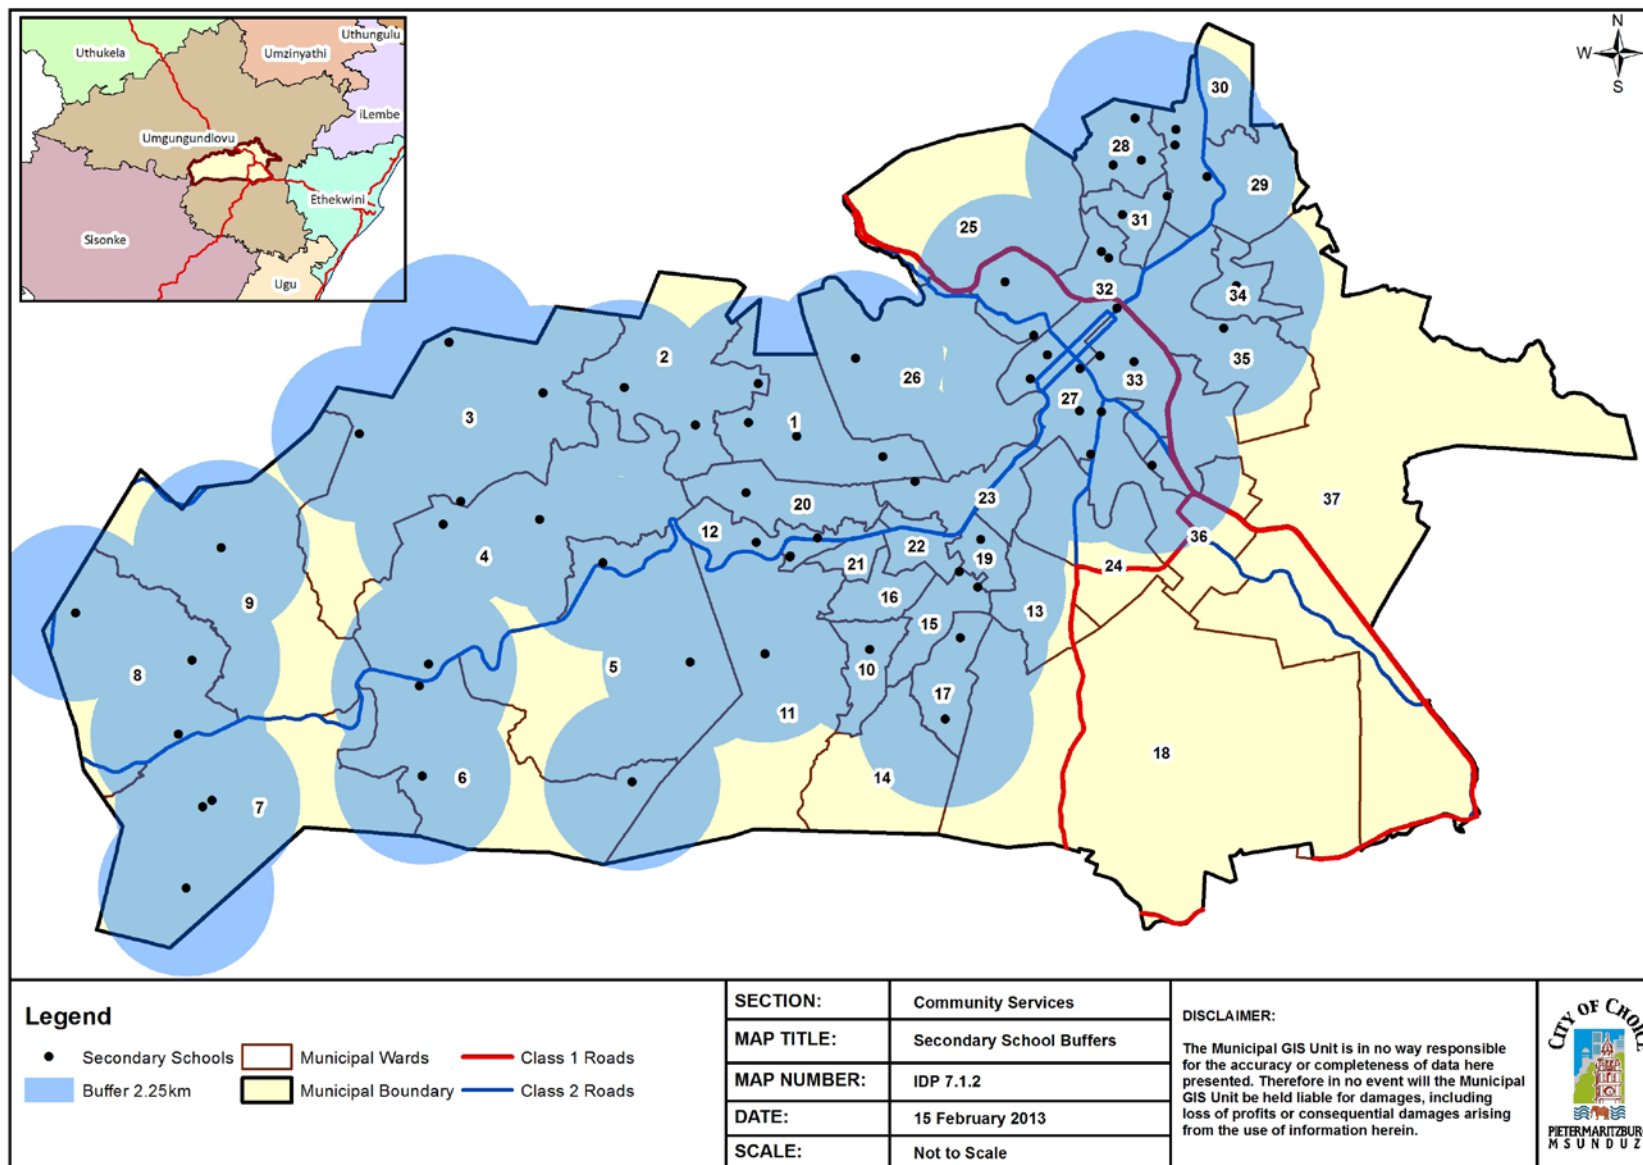 Uthukela
Umzinyathi
Uthungulu
iLembe
Umgungundlovu
Ethekwini
Sisonke
Ugu
N
W E
S
30
28
29
31
25
34
32
35
2
26
33
3
27
1
37
20
23
12
36
4
22
19
21
24
16
9
13
15
5
10
8
17
11
18
6
14
7
Legend
Secondary Schools
Municipal Wards
Class 1 Roads
Buffer 2.25km
Municipal Boundary
Class 2 Roads
SECTION: Community Services
MAP TITLE: Secondary School Buffers
MAP NUMBER: IDP 7.1.2
DATE: 15 February 2013
SCALE: Not to Scale
DISCLAIMER:
The Municipal GIS Unit is in no way responsible
for the accuracy or completeness of data here
presented. Therefore in no event will the Municipal
GIS Unit be held liable for damages, including
loss of profits or consequential damages arising
from the use of information herein.
CITY OF CHOICE
PIETERMARITZBURG
MSUNDUZ